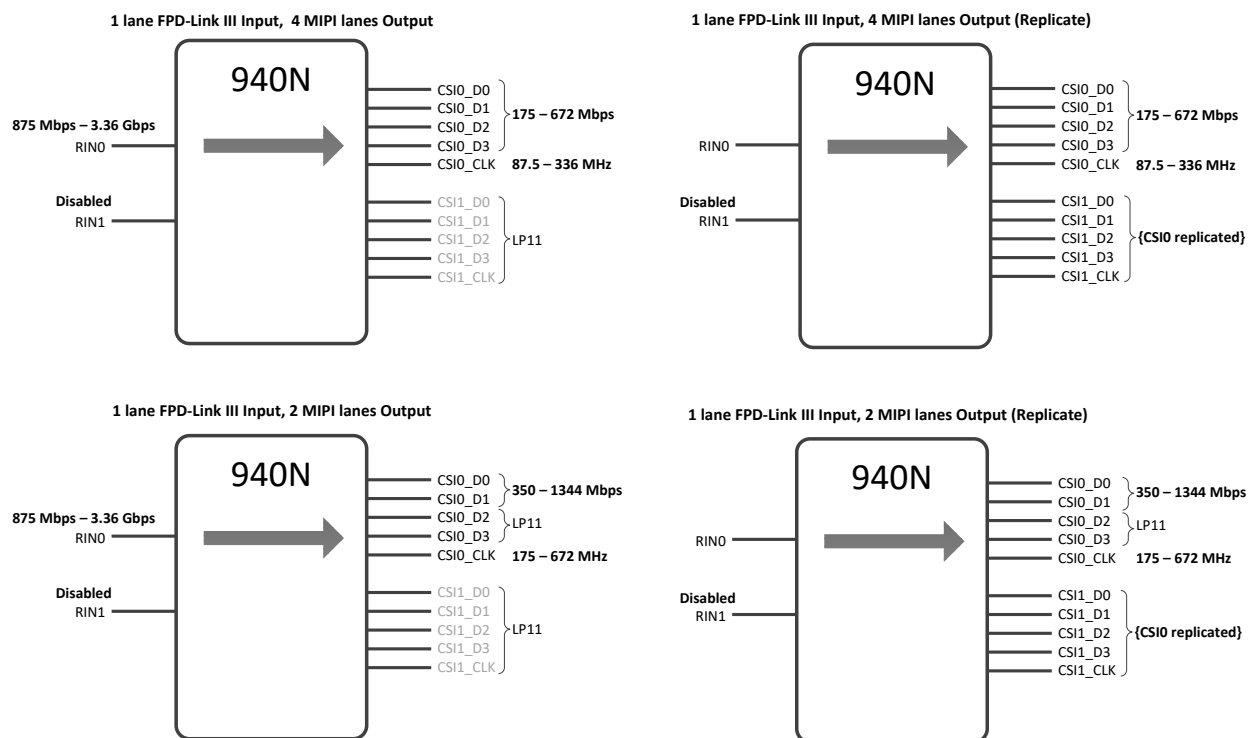 1 lane FPD-Link III Input, 4 MIPI lanes Output
940N
875 Mbps – 3.36 Gbps
RIN0
Disabled
RIN1
CSI0_D0
CSI0_D1
CSI0_D2
CSI0_D3
CSI0_CLK
175 – 672 Mbps
87.5 – 336 MHz
CSI1_D0
CSI1_D1
CSI1_D2
CSI1_D3
CSI1_CLK
LP11
1 lane FPD-Link III Input, 4 MIPI lanes Output (Replicate)
940N
RIN0
Disabled
RIN1
CSI0_D0
CSI0_D1
CSI0_D2
CSI0_D3
CSI0_CLK
175 – 672 Mbps
87.5 – 336 MHz
CSI1_D0
CSI1_D1
CSI1_D2
CSI1_D3
CSI1_CLK
{CSI0 replicated}
1 lane FPD-Link III Input, 2 MIPI lanes Output
940N
875 Mbps – 3.36 Gbps
RIN0
Disabled
RIN1
CSI0_D0
CSI0_D1
CSI0_D2
CSI0_D3
CSI0_CLK
350 – 1344 Mbps
LP11
175 – 672 MHz
CSI1_D0
CSI1_D1
CSI1_D2
CSI1_D3
CSI1_CLK
LP11
1 lane FPD-Link III Input, 2 MIPI lanes Output (Replicate)
940N
RIN0
Disabled
RIN1
CSI0_D0
CSI0_D1
CSI0_D2
CSI0_D3
CSI0_CLK
350 – 1344 Mbps
LP11
175 – 672 MHz
CSI1_D0
CSI1_D1
CSI1_D2
CSI1_D3
CSI1_CLK
{CSI0 replicated}